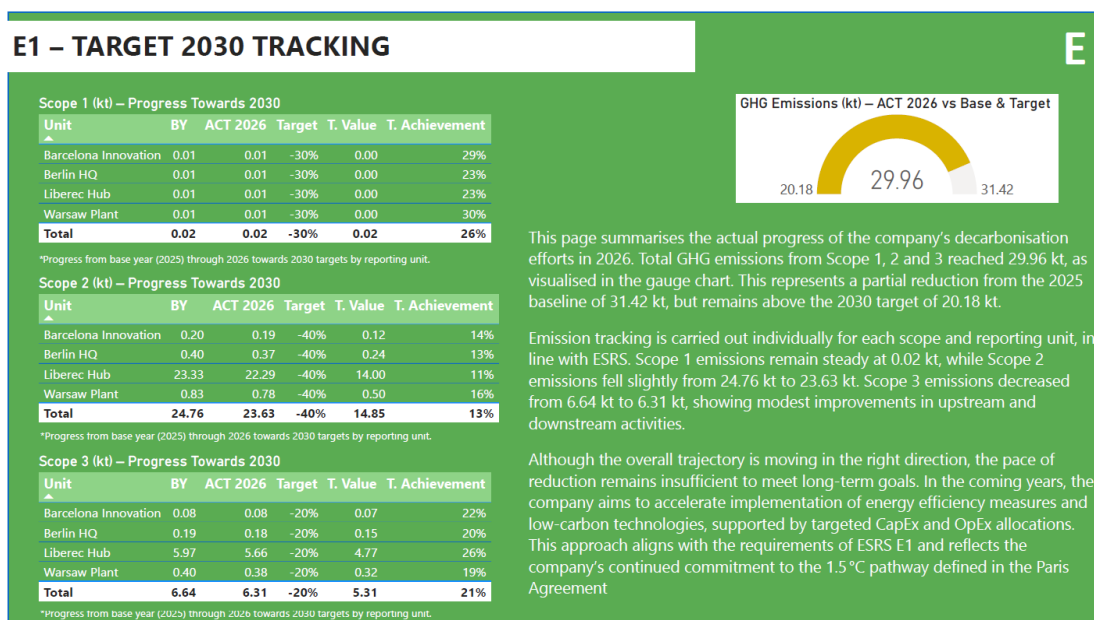 E1 – TARGET 2030 TRACKING
E
Scope 1 (kt) – Progress Towards 2030
Unit BY ACT 2026 Target T. Value T. Achievement
Barcelona Innovation 0.01 0.01 -30% 0.00 29%
Berlin HQ 0.01 0.01 -30% 0.00 23%
Liberec Hub 0.01 0.01 -30% 0.00 23%
Warsaw Plant 0.01 0.01 -30% 0.00 30%
Total 0.02 0.02 -30% 0.02 26%
*Progress from base year (2025) through 2026 towards 2030 targets by reporting unit.
Scope 2 (kt) – Progress Towards 2030
Unit BY ACT 2026 Target T. Value T. Achievement
Barcelona Innovation 0.20 0.19 -40% 0.12 14%
Berlin HQ 0.40 0.37 -40% 0.24 13%
Liberec Hub 23.33 22.29 -40% 14.00 11%
Warsaw Plant 0.83 0.78 -40% 0.50 16%
Total 24.76 23.63 -40% 14.85 13%
*Progress from base year (2025) through 2026 towards 2030 targets by reporting unit.
Scope 3 (kt) – Progress Towards 2030
Unit BY ACT 2026 Target T. Value T. Achievement
Barcelona Innovation 0.08 0.08 -20% 0.07 22%
Berlin HQ 0.19 0.18 -20% 0.15 20%
Liberec Hub 5.97 5.66 -20% 4.77 26%
Warsaw Plant 0.40 0.38 -20% 0.32 19%
Total 6.64 6.31 -20% 5.31 21%
*Progress from base year (2025) through 2026 towards 2030 targets by reporting unit.
GHG Emissions (kt) – ACT 2026 vs Base & Target
20.18 29.96 31.42
This page summarises the actual progress of the company's decarbonisation
efforts in 2026. Total GHG emissions from Scope 1, 2 and 3 reached 29.96 kt, as
visualised in the gauge chart. This represents a partial reduction from the 2025
baseline of 31.42 kt, but remains above the 2030 target of 20.18 kt.
Emission tracking is carried out individually for each scope and reporting unit, in
line with ESRS. Scope 1 emissions remain steady at 0.02 kt, while Scope 2
emissions fell slightly from 24.76 kt to 23.63 kt. Scope 3 emissions decreased
from 6.64 kt to 6.31 kt, showing modest improvements in upstream and
downstream activities.
Although the overall trajectory is moving in the right direction, the pace of
reduction remains insufficient to meet long-term goals. In the coming years, the
company aims to accelerate implementation of energy efficiency measures and
low-carbon technologies, supported by targeted CapEx and OpEx allocations.
This approach aligns with the requirements of ESRS E1 and reflects the
company's continued commitment to the 1.5 °C pathway defined in the Paris
Agreement